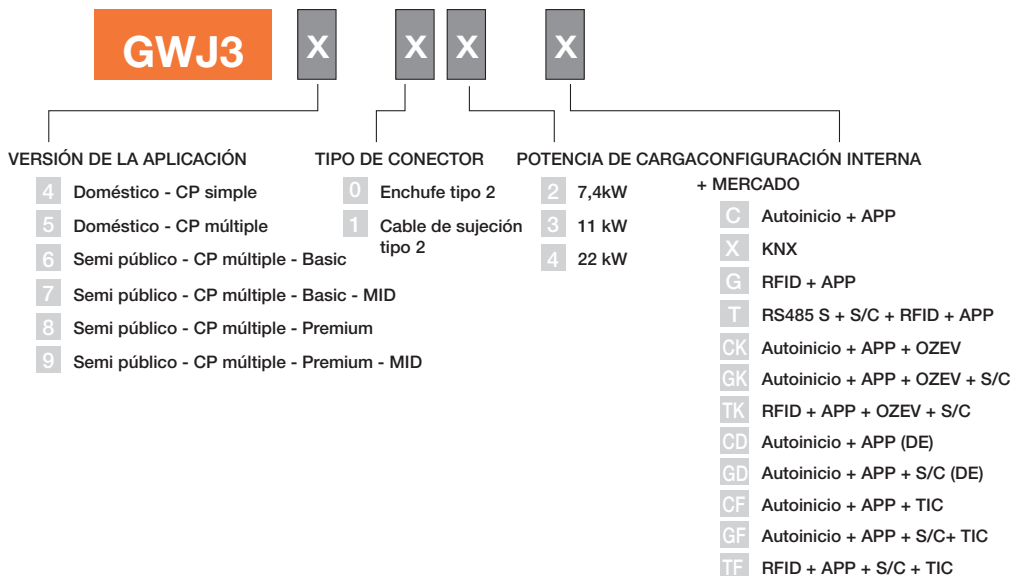 GWJ3 X X X X
VERSIÓN DE LA APLICACIÓN
4 Doméstico - CP simple
5 Doméstico - CP múltiple
6 Semi público - CP múltiple - Basic
7 Semi público - CP múltiple - Basic - MID
8 Semi público - CP múltiple - Premium
9 Semi público - CP múltiple - Premium - MID
TIPO DE CONECTOR
0 Enchufe tipo 2
1 Cable de sujeción
tipo 2
POTENCIA DE CARGA
2 7,4kW
3 11 kW
4 22 kW
CONFIGURACIÓN INTERNA
+ MERCADO
C Autoinicio + APP
X KNX
G RFID + APP
T RS485 S + S/C + RFID + APP
CK Autoinicio + APP + OZEV
GK Autoinicio + APP + OZEV + S/C
TK RFID + APP + OZEV + S/C
CD Autoinicio + APP (DE)
GD Autoinicio + APP + S/C (DE)
CF Autoinicio + APP + TIC
GF Autoinicio + APP + S/C+ TIC
TF RFID + APP + S/C + TIC